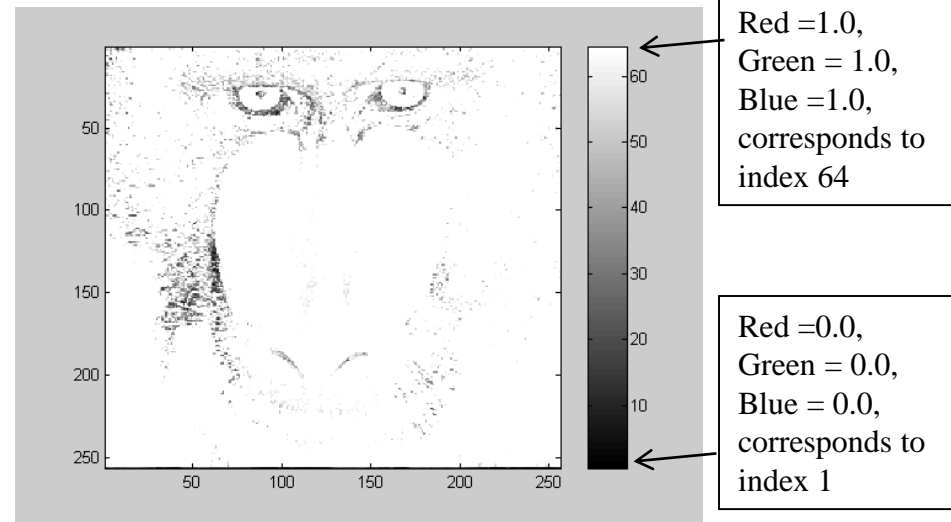 Red =1.0,
Green = 1.0,
Blue =1.0,
corresponds to
index 64
60
50
40
30
20
10
50
100
150
200
250
50
100
150
200
250
Red =0.0,
Green = 0.0,
Blue = 0.0,
corresponds to
index 1